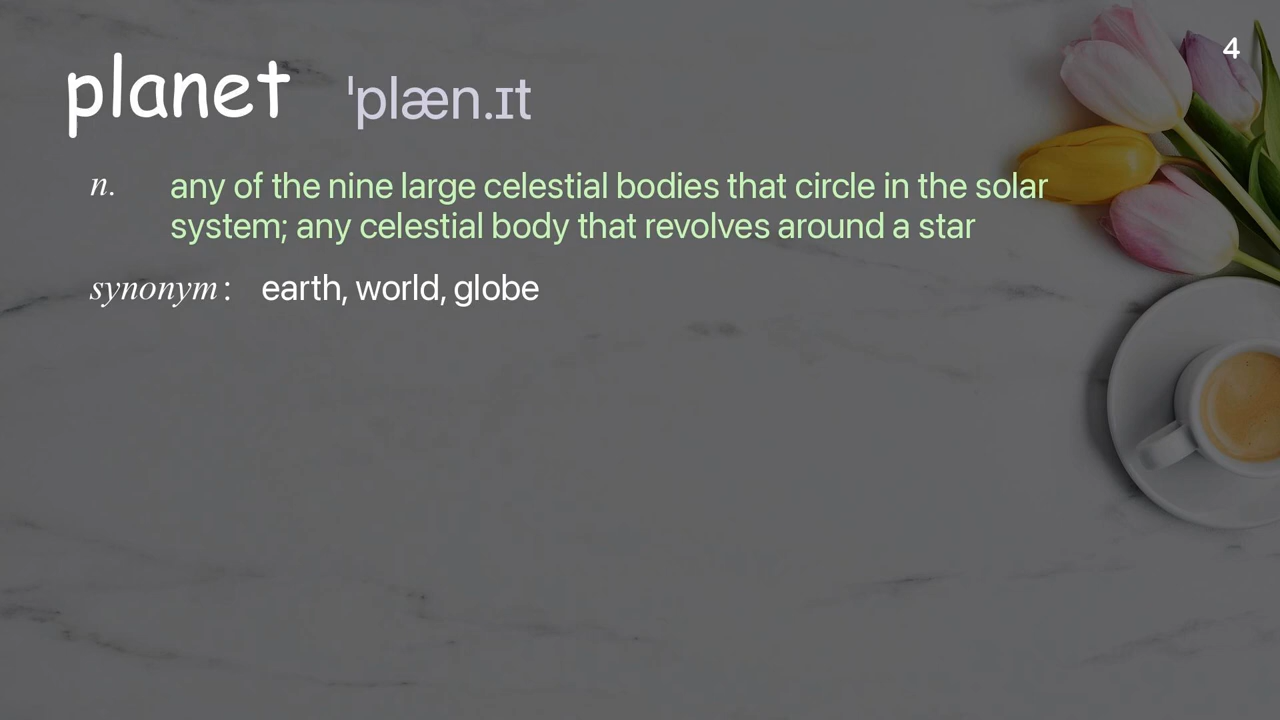 4
planet ˈplæn.ɪt
n. any of the nine large celestial bodies that circle in the solar
system; any celestial body that revolves around a star
synonym : earth, world, globe